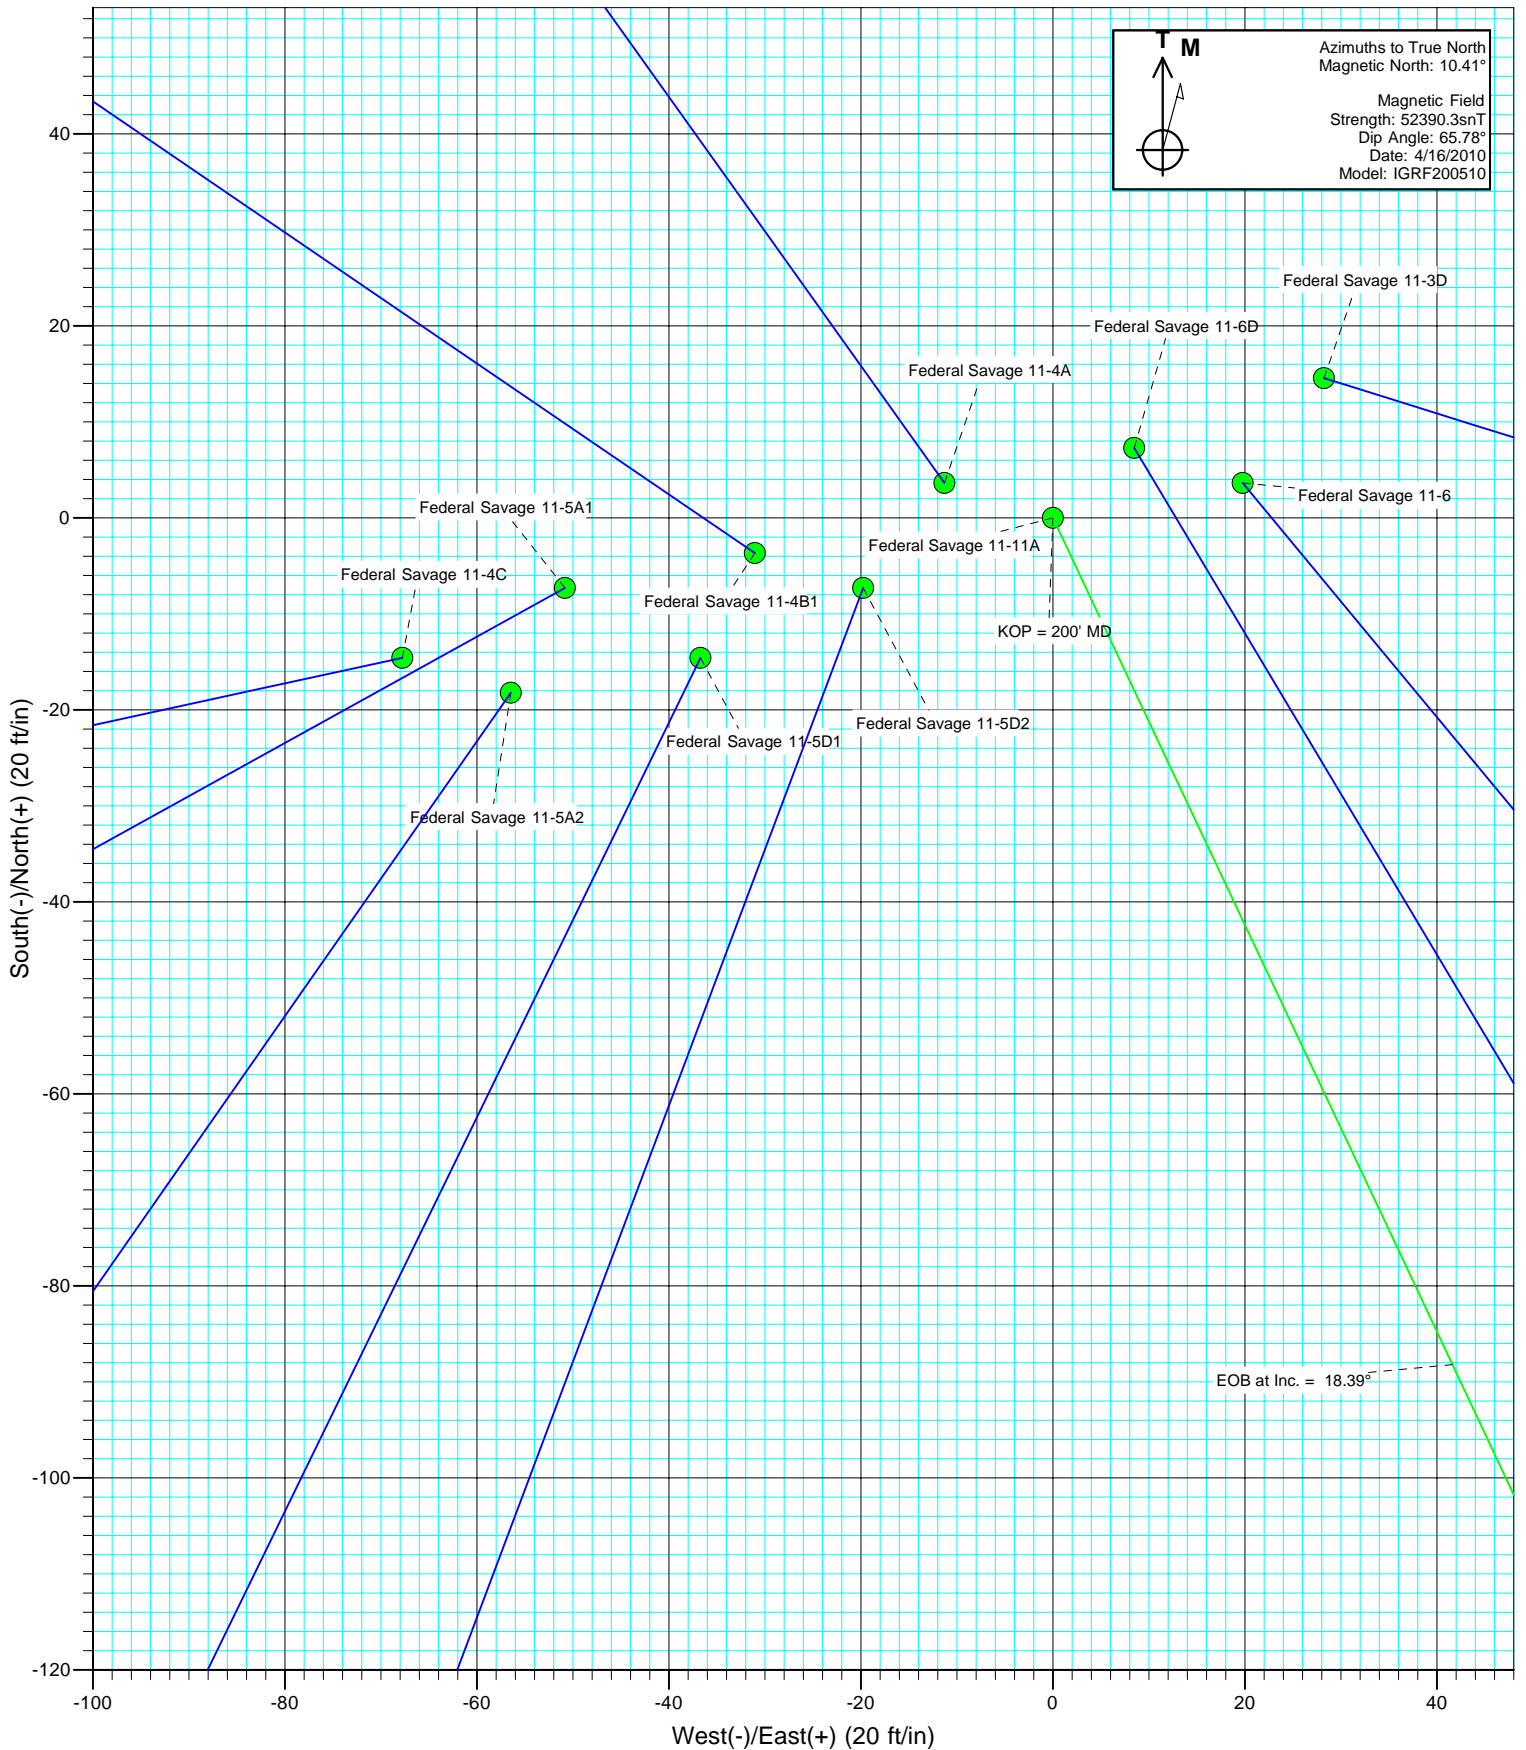 T M
Azimuths to True North
Magnetic North: 10.41°
Magnetic Field
Strength: 52390.3snT
Dip Angle: 65.78°
Date: 4/16/2010
Model: IGRF200510
Federal Savage 11-3D
Federal Savage 11-6D
Federal Savage 11-4A
Federal Savage 11-6
Federal Savage 11-5A1
Federal Savage 11-11A
Federal Savage 11-4C
Federal Savage 11-4B1
KOP = 200' MD
Federal Savage 11-5D2
Federal Savage 11-5D1
Federal Savage 11-5A2
EOB at Inc. = 18.39°
South(-)/North(+) (20 ft/in)
40
20
0
-20
-40
-60
-80
-100
-120
-100 -80 -60 -40 -20 0 20 40
West(-)/East(+) (20 ft/in)